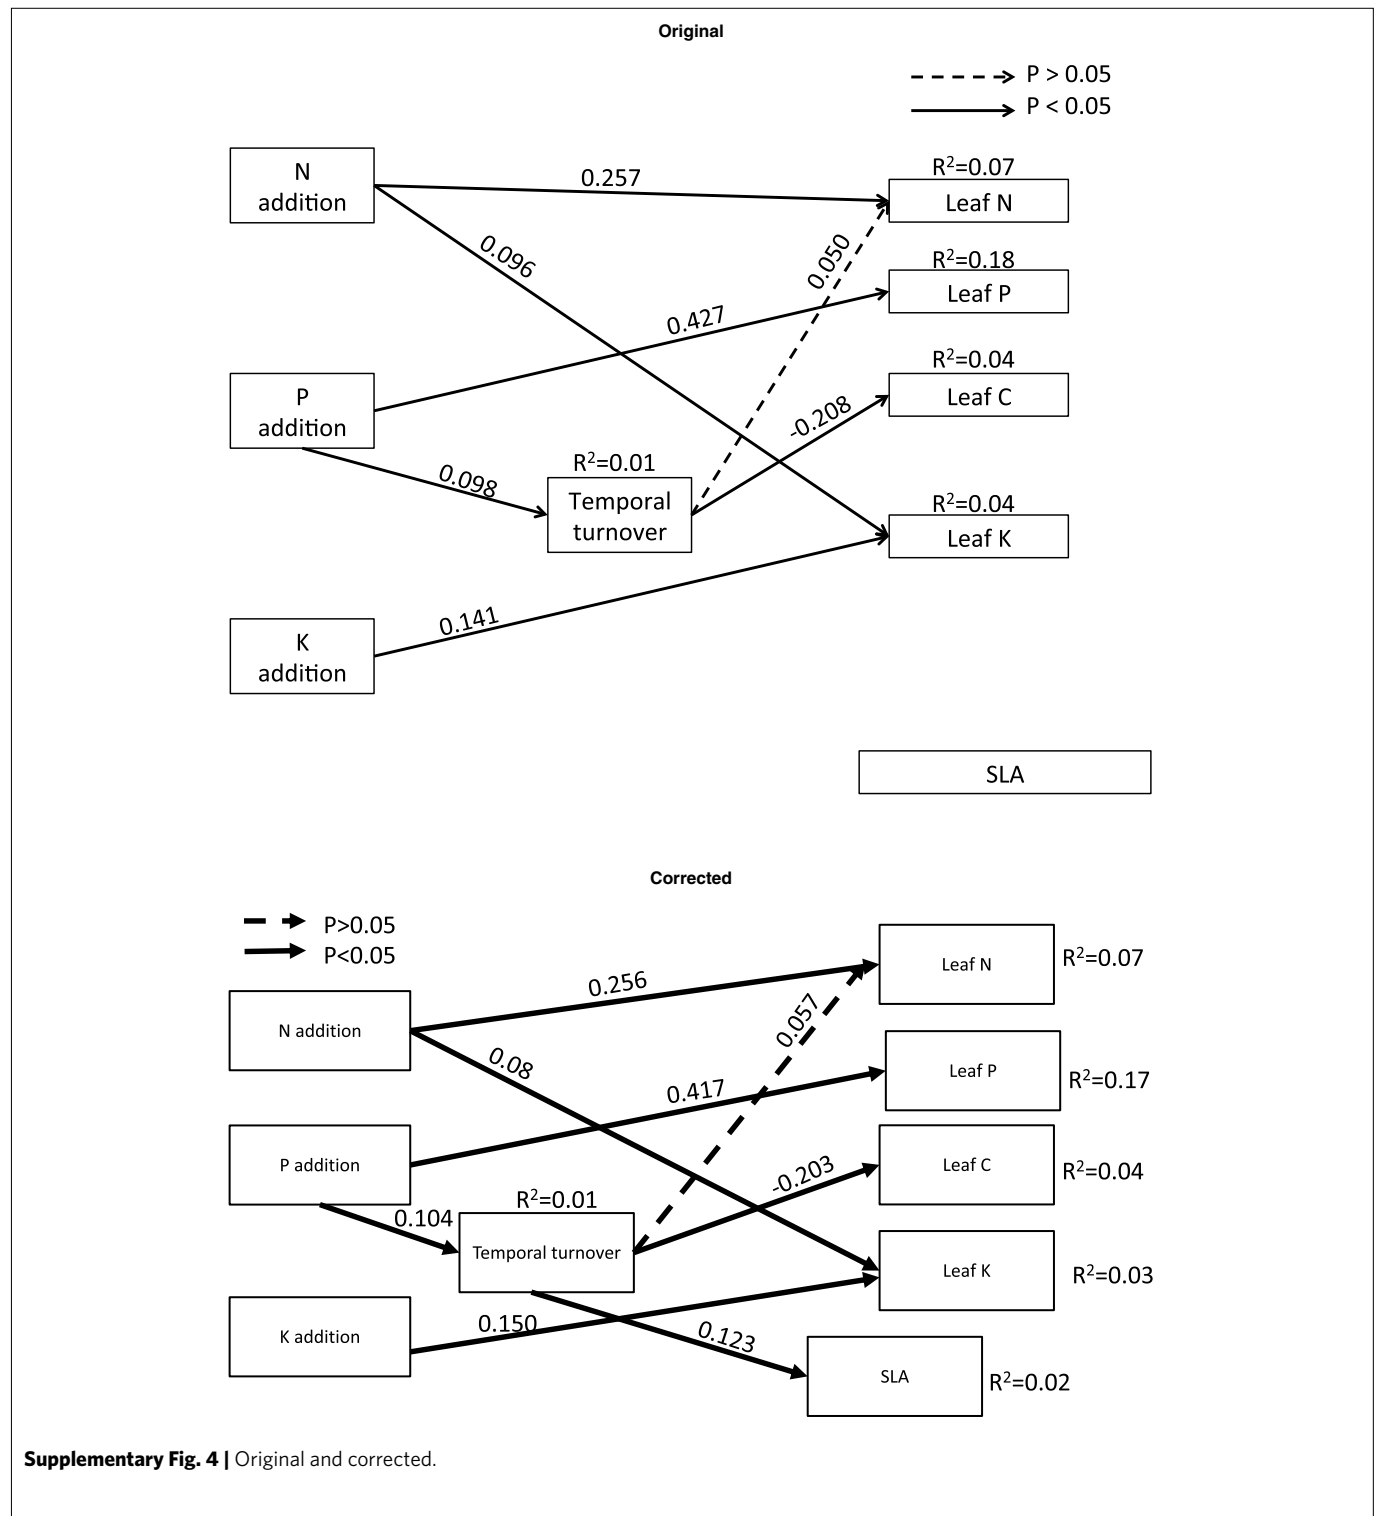 Original
P > 0.05
P < 0.05
N
addition
0.257
R²=0.07
Leaf N
0.096
0.050
R²=0.18
Leaf P
0.427
R²=0.04
Leaf C
P
addition
-0.208
0.098
R²=0.01
Temporal
turnover
R²=0.04
Leaf K
0.141
K
addition
SLA
Corrected
P>0.05
P<0.05
N addition
0.256
Leaf N
R²=0.07
0.057
0.08
0.417
Leaf P
R²=0.17
P addition
-0.203
Leaf C
R²=0.04
0.104
R²=0.01
Temporal turnover
Leaf K
R²=0.03
K addition
0.150
0.123
SLA
R²=0.02
Supplementary Fig. 4 | Original and corrected.